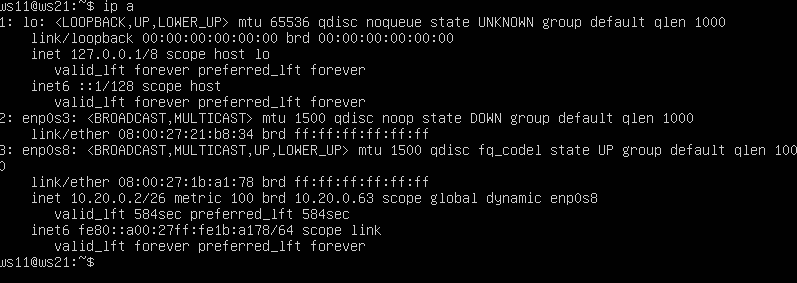 ws11@ws21:~$ ip a
1: lo: <LOOPBACK,UP,LOWER_UP> mtu 65536 qdisc noqueue state UNKNOWN group default qlen 1000
    link/loopback 00:00:00:00:00:00 brd 00:00:00:00:00:00
    inet 127.0.0.1/8 scope host lo
       valid_lft forever preferred_lft forever
    inet6 ::1/128 scope host
       valid_lft forever preferred_lft forever
2: enp0s3: <BROADCAST,MULTICAST> mtu 1500 qdisc noop state DOWN group default qlen 1000
    link/ether 08:00:27:21:b8:34 brd ff:ff:ff:ff:ff:ff
3: enp0s8: <BROADCAST,MULTICAST,UP,LOWER_UP> mtu 1500 qdisc fq_codel state UP group default qlen 100
0
    link/ether 08:00:27:1b:a1:78 brd ff:ff:ff:ff:ff:ff
    inet 10.20.0.2/26 metric 100 brd 10.20.0.63 scope global dynamic enp0s8
       valid_lft 584sec preferred_lft 584sec
    inet6 fe80::a00:27ff:fe1b:a178/64 scope link
       valid_lft forever preferred_lft forever
ws11@ws21:~$